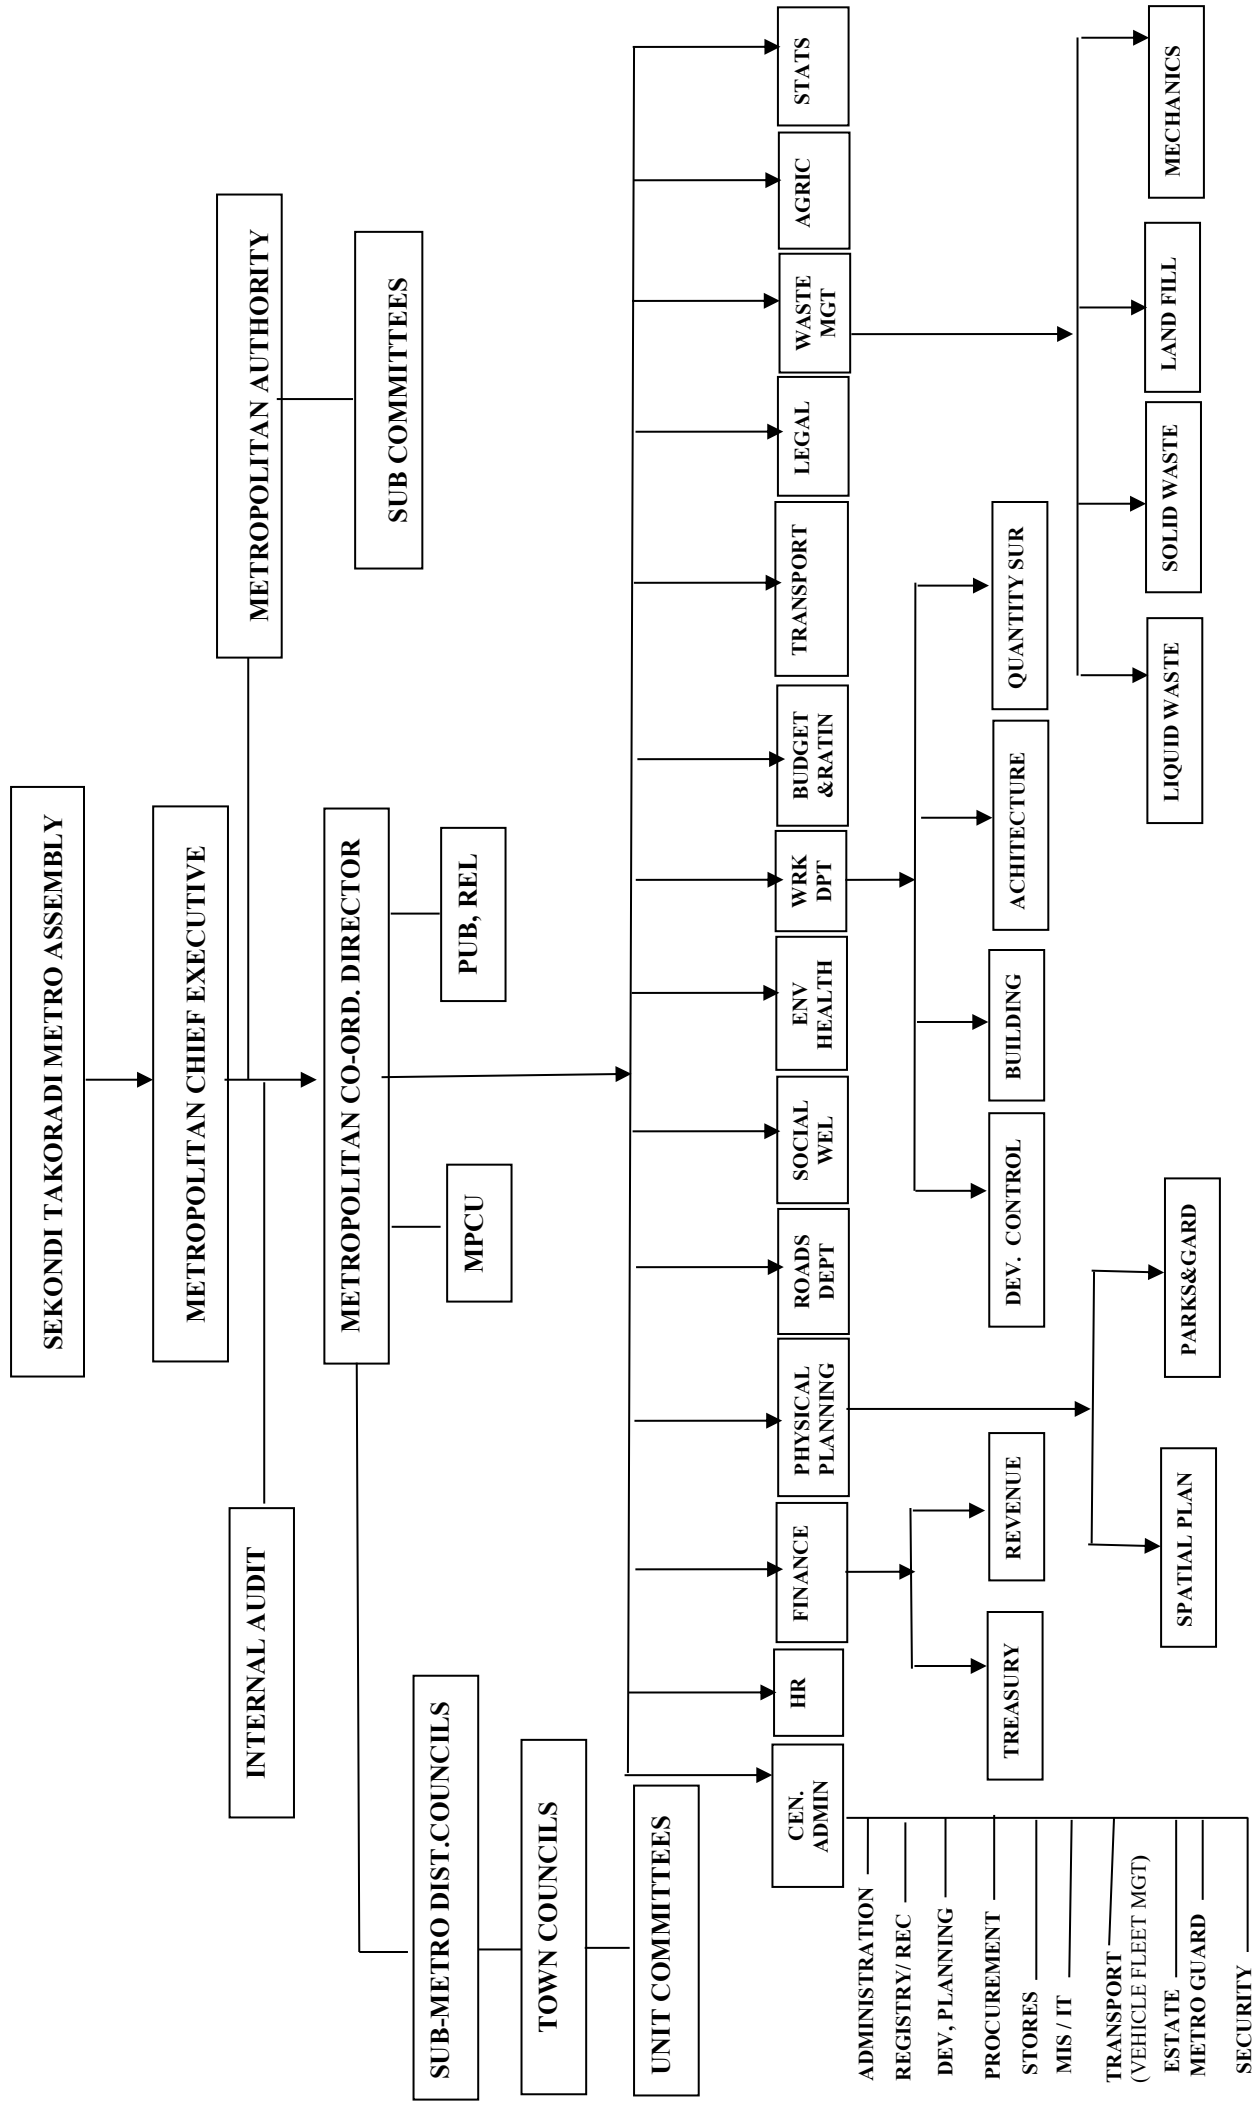 SEKONDI TAKORADI METRO ASSEMBLY
METROPOLITAN CHIEF EXECUTIVE
INTERNAL AUDIT
METROPOLITAN AUTHORITY
SUB COMMITTEES
METROPOLITAN CO-ORD. DIRECTOR
MPCU
PUB, REL
SUB-METRO DIST.COUNCILS
TOWN COUNCILS
UNIT COMMITTEES
CEN.
ADMIN
HR
FINANCE
PHYSICAL
PLANNING
ROADS
DEPT
SOCIAL
WEL
ENV
HEALTH
WRK
DPT
BUDGET
&RATIN
TRANSPORT
LEGAL
WASTE
MGT
AGRIC
STATS
ADMINISTRATION
REGISTRY/ REC
DEV, PLANNING
PROCUREMENT
STORES
MIS / IT
TRANSPORT
(VEHICLE FLEET MGT)
ESTATE
METRO GUARD
SECURITY
TREASURY
REVENUE
DEV. CONTROL
BUILDING
ACHITECTURE
QUANTITY SUR
SPATIAL PLAN
PARKS&GARD
LIQUID WASTE
SOLID WASTE
LAND FILL
MECHANICS